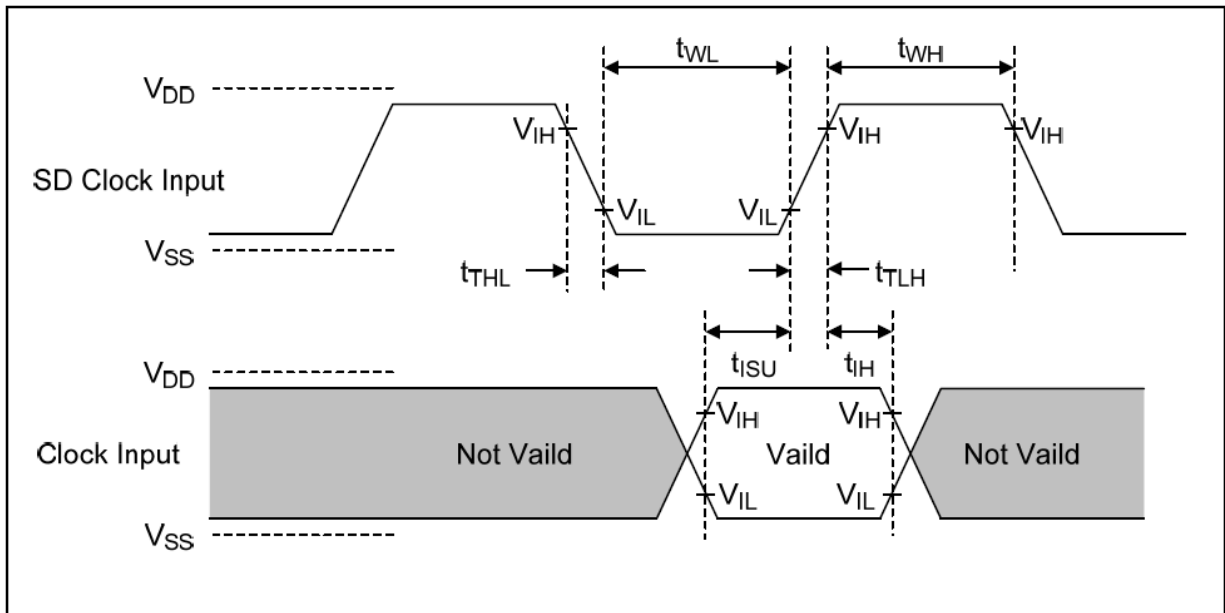 tWL
tWH
VDD
VIH
VIH
VIH
SD Clock Input
VIL
VIL
VSS
tTHL
tTLH
tISU
tIH
VDD
VIH
VIH
Clock Input
Not Vaild
Vaild
Not Vaild
VIL
VIL
VSS